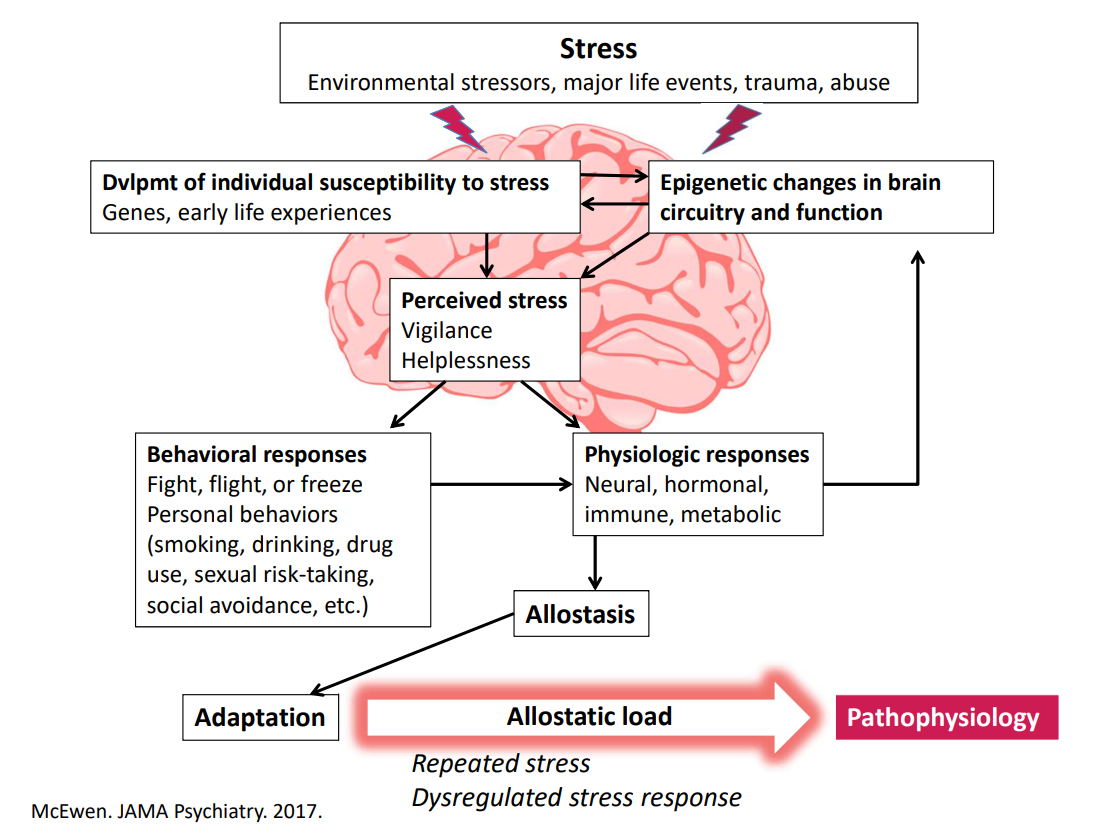 Stress
Environmental stressors, major life events, trauma, abuse
Dvlpmt of individual susceptibility to stress
Genes, early life experiences
Epigenetic changes in brain
circuitry and function
Perceived stress
Vigilance
Helplessness
Behavioral responses
Fight, flight, or freeze
Personal behaviors
(smoking, drinking, drug
use, sexual risk-taking,
social avoidance, etc.)
Physiologic responses
Neural, hormonal,
immune, metabolic
Allostasis
Adaptation
Allostatic load
Pathophysiology
Repeated stress
Dysregulated stress response
McEwen. JAMA Psychiatry. 2017.